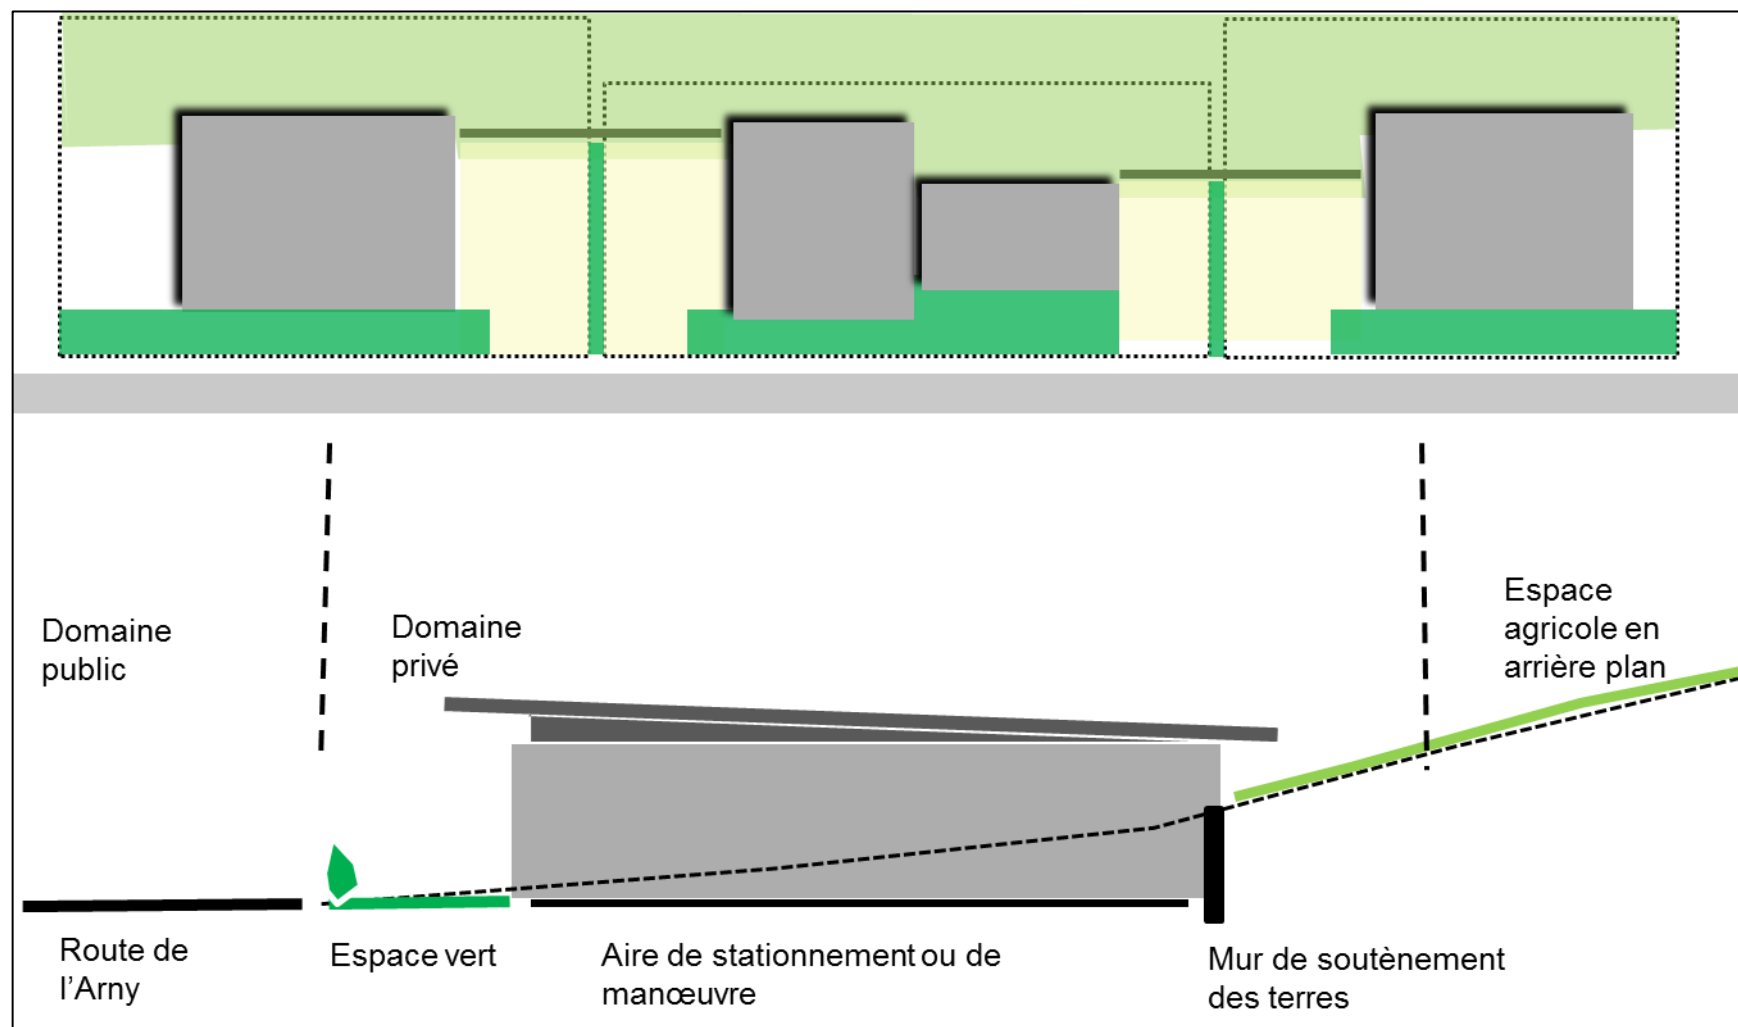 Domaine
public
Domaine
privé
Espace
agricole en
arrière plan
Route de
l'Arny
Espace vert
Aire de stationnement ou de
manœuvre
Mur de soutènement
des terres